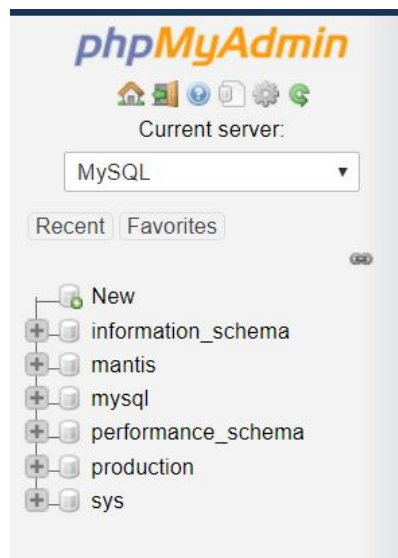 phpMyAdmin
Current server:
MySQL
Recent Favorites
New
information_schema
mantis
mysql
performance_schema
production
sys